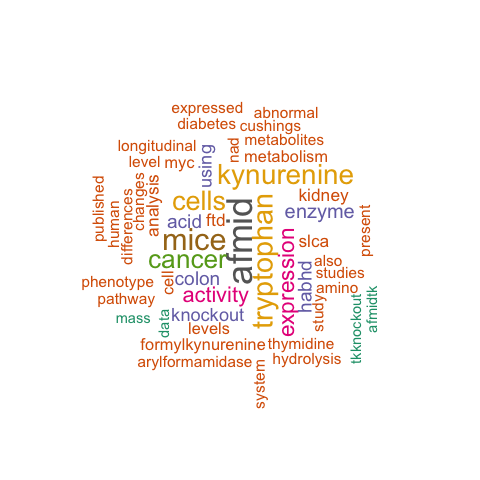 expressed
abnormal
diabetes
cushings
longitudinal
nad
metabolites
using
level
myc
metabolism
kynurenine
published
human
differences
changes
analysis
cells
kidney
acid
ftd
enzyme
afmid
tryptophan
mice
expression
slca
present
cancer
also
phenotype
cell
colon
habhd
studies
activity
amino
pathway
study
mass
data
knockout
tkknockout
afmidtk
levels
formylkynurenine
thymidine
arylformamidase
hydrolysis
system